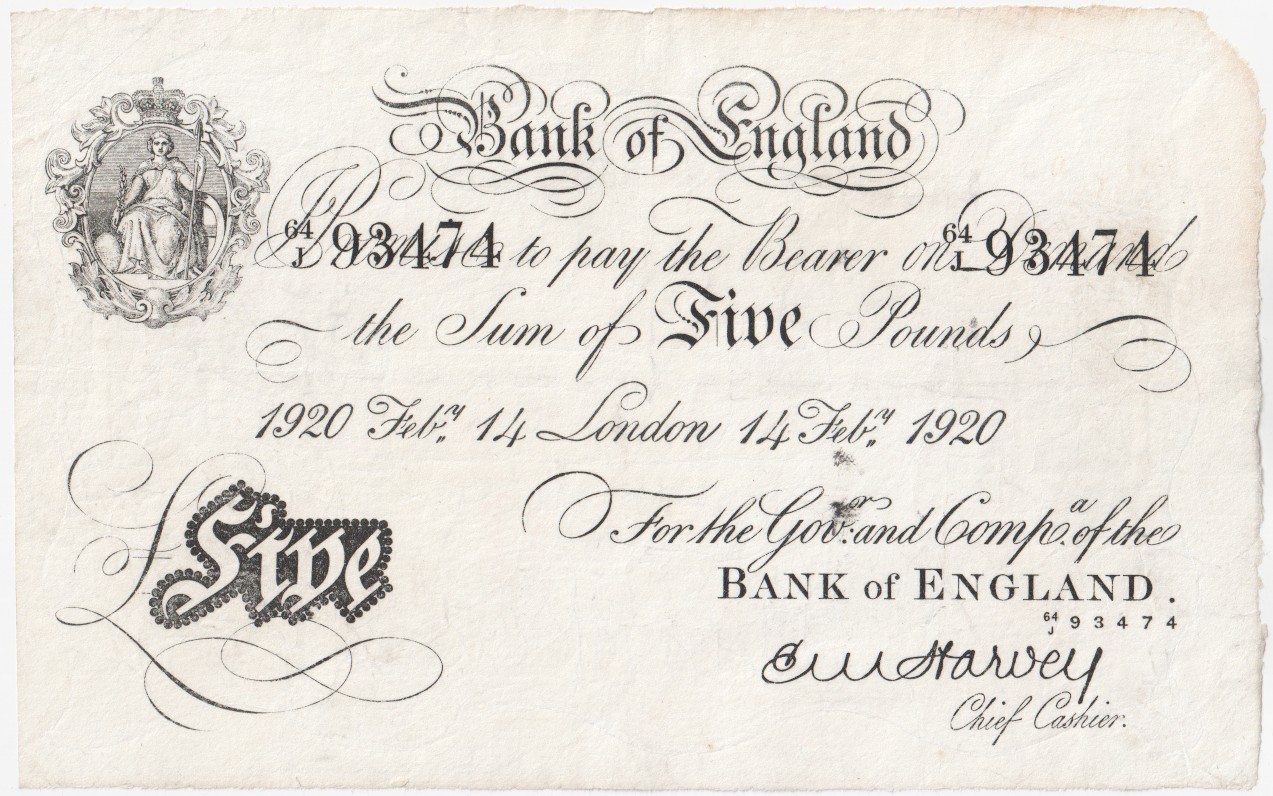 Bank of England
64/J 93474 I Promise to pay the Bearer on Demand 64/J 93474
the Sum of Five Pounds
1920 Feby. 14 London 14 Feby. 1920
For the Govr: and Compa. of the
£Five
BANK of ENGLAND.
64/J 93474
E M Harvey
Chief Cashier.